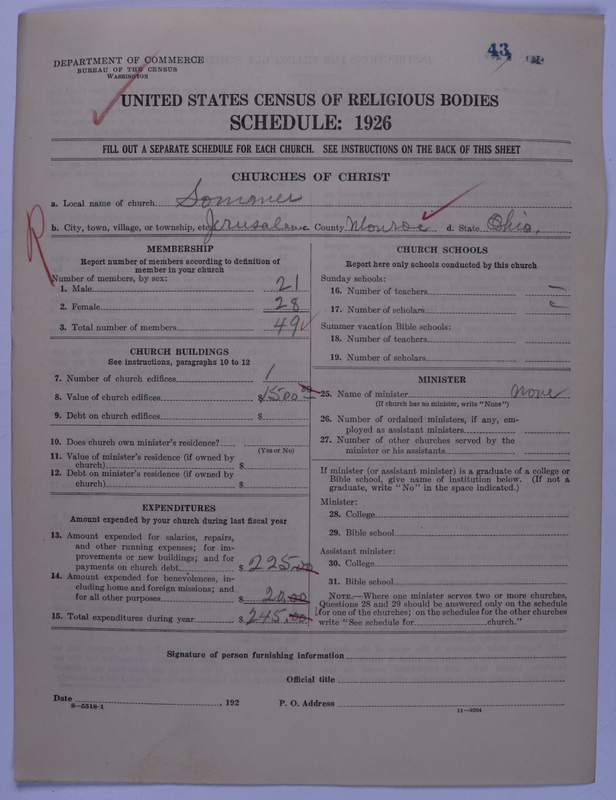 43
DEPARTMENT OF COMMERCE
BUREAU OF THE CENSUS
WASHINGTON
UNITED STATES CENSUS OF RELIGIOUS BODIES
SCHEDULE: 1926
FILL OUT A SEPARATE SCHEDULE FOR EACH CHURCH. SEE INSTRUCTIONS ON THE BACK OF THIS SHEET
CHURCHES OF CHRIST
a. Local name of church
b. City, town, village, or township, etc. Jerusalem c. County Monroe d. State Ohio,
R
MEMBERSHIP
Report number of members according to definition of
member in your church
Number of members, by sex:
1. Male 21
2. Female 28
3. Total number of members 49
CHURCH BUILDINGS
See instructions, paragraphs 10 to 12
7. Number of church edifices 1
8. Value of church edifices $1500 00
9. Debt on church edifices $
10. Does church own minister's residence?
(Yes or No)
11. Value of minister's residence (if owned by
church) $
12. Debt on minister's residence (if owned by
church) $
EXPENDITURES
Amount expended by your church during last fiscal year
13. Amount expended for salaries, repairs,
and other running expenses; for im-
provements or new buildings; and for
payments on church debt $225.00
14. Amount expended for benevolences, in-
cluding home and foreign missions; and
for all other purposes 20.00
15. Total expenditures during year $245.00
CHURCH SCHOOLS
Report here only schools conducted by this church
Sunday schools:
16. Number of teachers
17. Number of scholars
Summer vacation Bible schools:
18. Number of teachers
19. Number of scholars
MINISTER
25. Name of minister none
(If church has no minister, write "None")
26. Number of ordained ministers, if any, em-
ployed as assistant ministers
27. Number of other churches served by the
minister or his assistants
If minister (or assistant minister) is a graduate of a college or
Bible school, give name of institution below. (If not a
graduate, write "No" in the space indicated.)
Minister:
28. College
29. Bible school
Assistant minister:
30. College
31. Bible school
NOTE.—Where one minister serves two or more churches,
Questions 28 and 29 should be answered only on the schedule
for one of the churches; on the schedules for the other churches
write "See schedule for church."
Signature of person furnishing information
Official title
Date , 192 P. O. Address
8—5518-1
11—9204